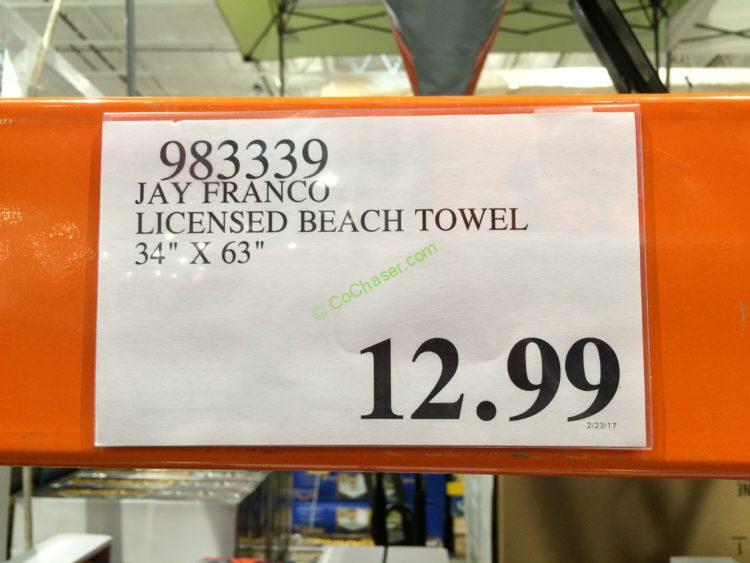 983339
JAY FRANCO
LICENSED BEACH TOWEL
34" X 63"
© CoChaser.com
12.99
2/23/17